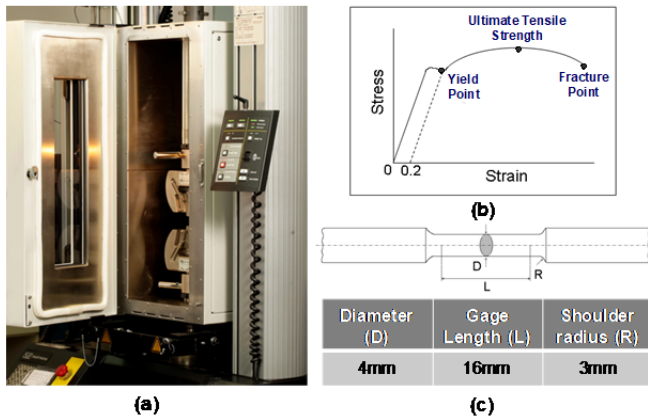 Ultimate Tensile
Strength
Yield
Point
Fracture
Point
Stress
0
0.2
Strain
(b)
D
R
L
Diameter
(D)
Gage
Length (L)
Shoulder
radius (R)
4mm
16mm
3mm
(a)
(c)